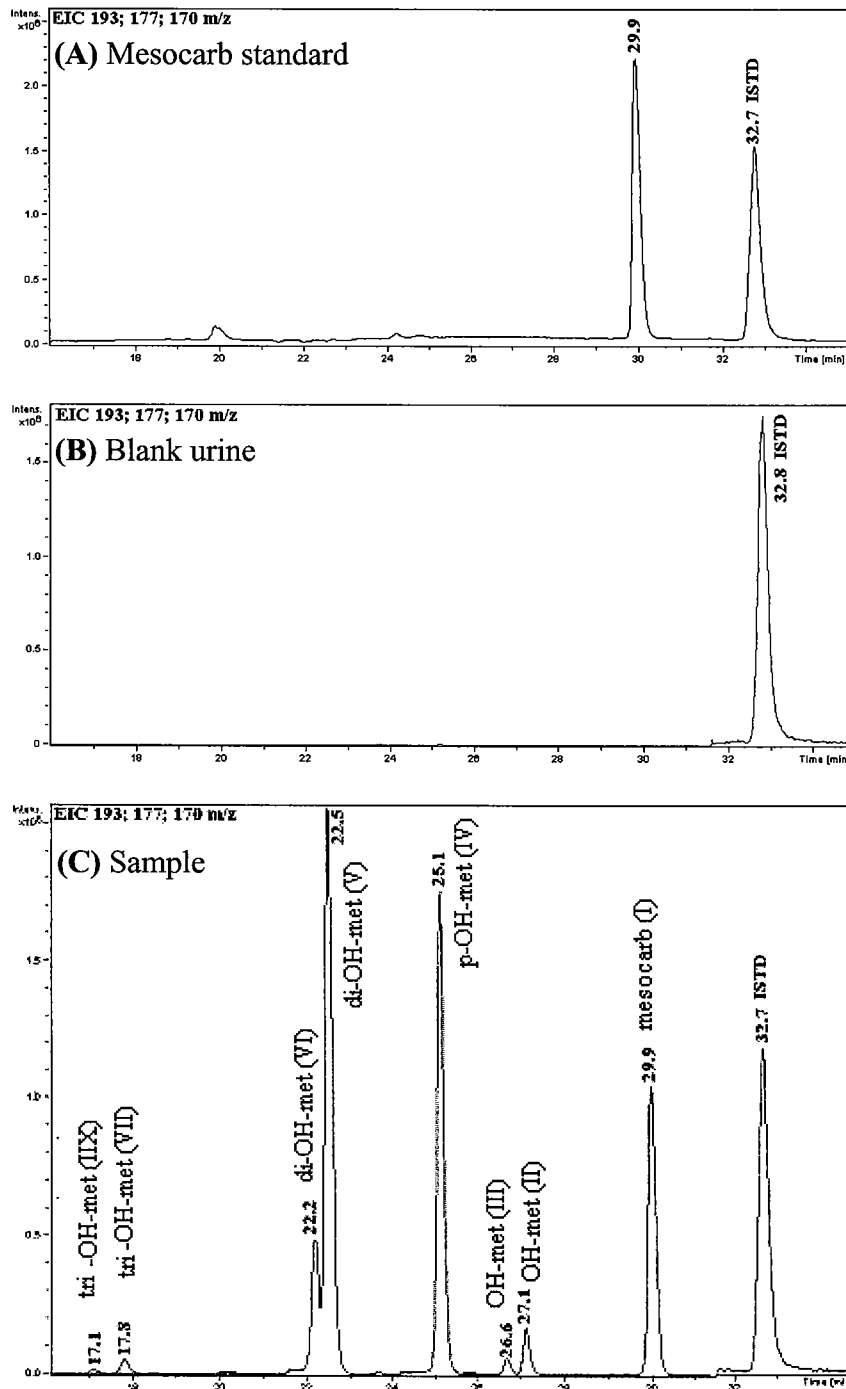 Intens.
x10⁶
EIC 193; 177; 170 m/z
(A) Mesocarb standard
29.9
32.7 ISTD
2.0
1.5
1.0
0.5
0.0
18 20 22 24 26 28 30 32 Time [min]
Intens.
x10⁶
EIC 193; 177; 170 m/z
(B) Blank urine
32.8 ISTD
1.5
1.0
0.5
0
18 20 22 24 26 28 30 32 Time [min]
Intens.
EIC 193; 177; 170 m/z
(C) Sample
tri -OH-met (IIX)
17.1
tri -OH-met (VII)
17.8
22.2 di-OH-met (VI)
22.5
di-OH-met (V)
25.1
p-OH-met (IV)
26.6 OH-met (III)
27.1 OH-met (II)
29.9 mesocarb (I)
32.7 ISTD
1.5
1.0
0.5
0.0